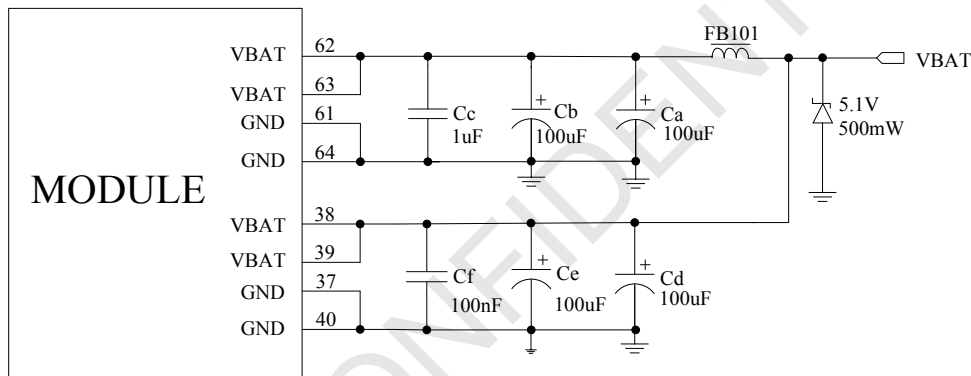 FB101
VBAT 62
VBAT
VBAT 63
Cc
1uF
Cb
100uF
Ca
100uF
5.1V
500mW
GND 61
GND 64
MODULE
VBAT 38
VBAT 39
Cf
100nF
Ce
100uF
Cd
100uF
GND 37
GND 40
ONFIDENT